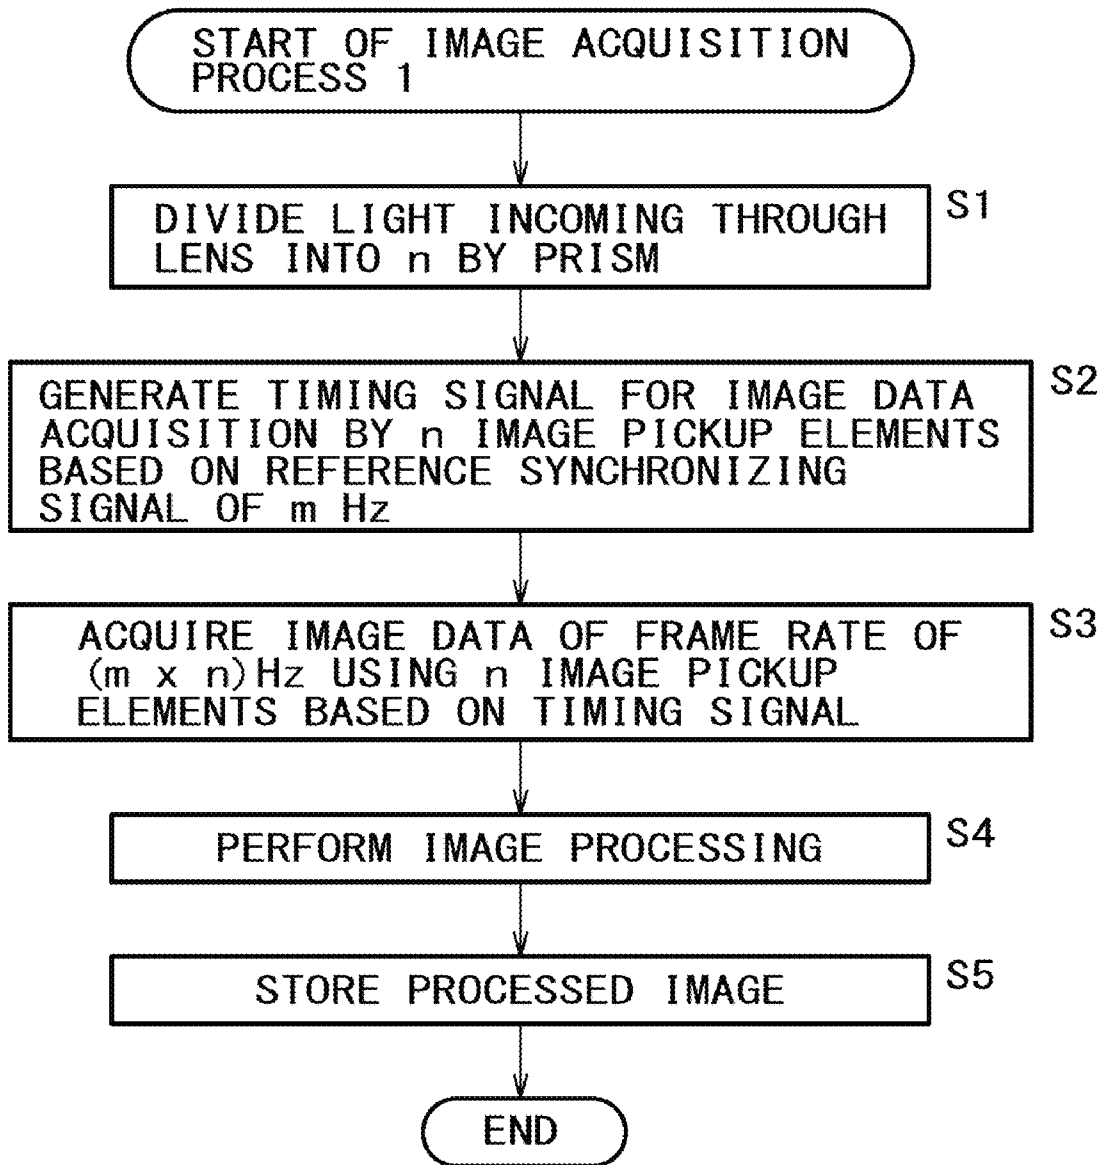 START OF IMAGE ACQUISITION
PROCESS 1
S1
DIVIDE LIGHT INCOMING THROUGH
LENS INTO n BY PRISM
S2
GENERATE TIMING SIGNAL FOR IMAGE DATA
ACQUISITION BY n IMAGE PICKUP ELEMENTS
BASED ON REFERENCE SYNCHRONIZING
SIGNAL OF m Hz
S3
ACQUIRE IMAGE DATA OF FRAME RATE OF
(m x n)Hz USING n IMAGE PICKUP
ELEMENTS BASED ON TIMING SIGNAL
S4
PERFORM IMAGE PROCESSING
S5
STORE PROCESSED IMAGE
END